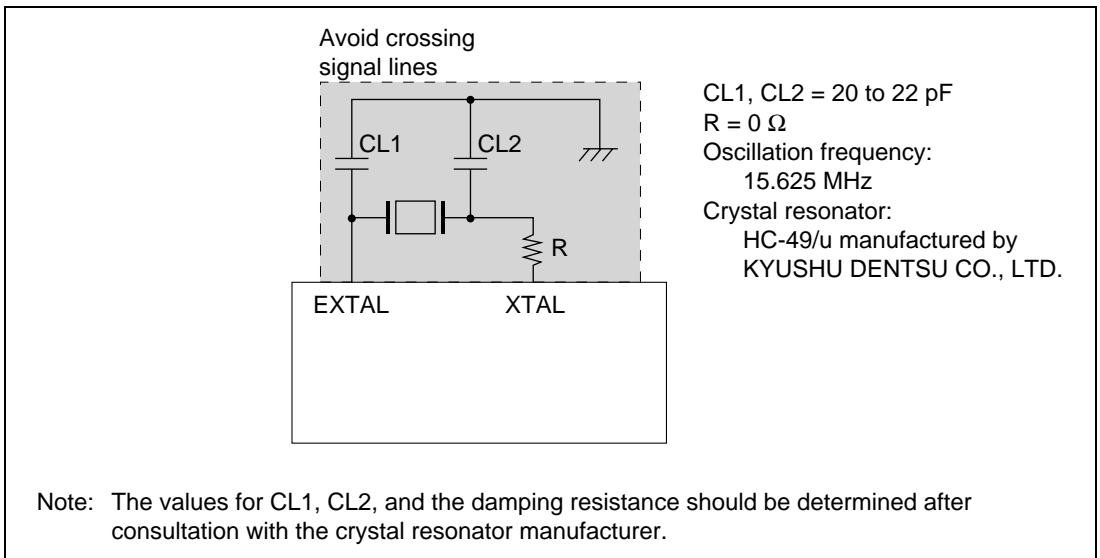 Avoid crossing
signal lines
CL1
CL2
R
EXTAL
XTAL
CL1, CL2 = 20 to 22 pF
R = 0 Ω
Oscillation frequency:
15.625 MHz
Crystal resonator:
HC-49/u manufactured by
KYUSHU DENTSU CO., LTD.
Note: The values for CL1, CL2, and the damping resistance should be determined after
consultation with the crystal resonator manufacturer.